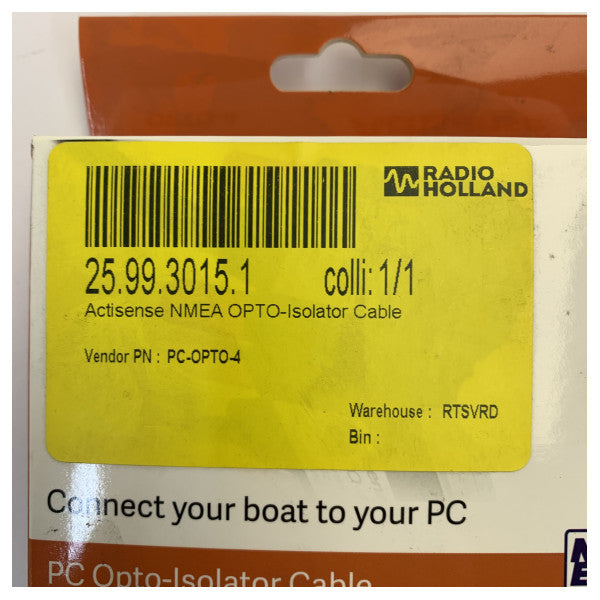 RADIO
HOLLAND
25.99.3015.1 colli: 1/1
Actisense NMEA OPTO-Isolator Cable
Vendor PN : PC-OPTO-4
Warehouse : RTSVRD
Bin :
Connect your boat to your PC
PC Opto-Isolator Cable